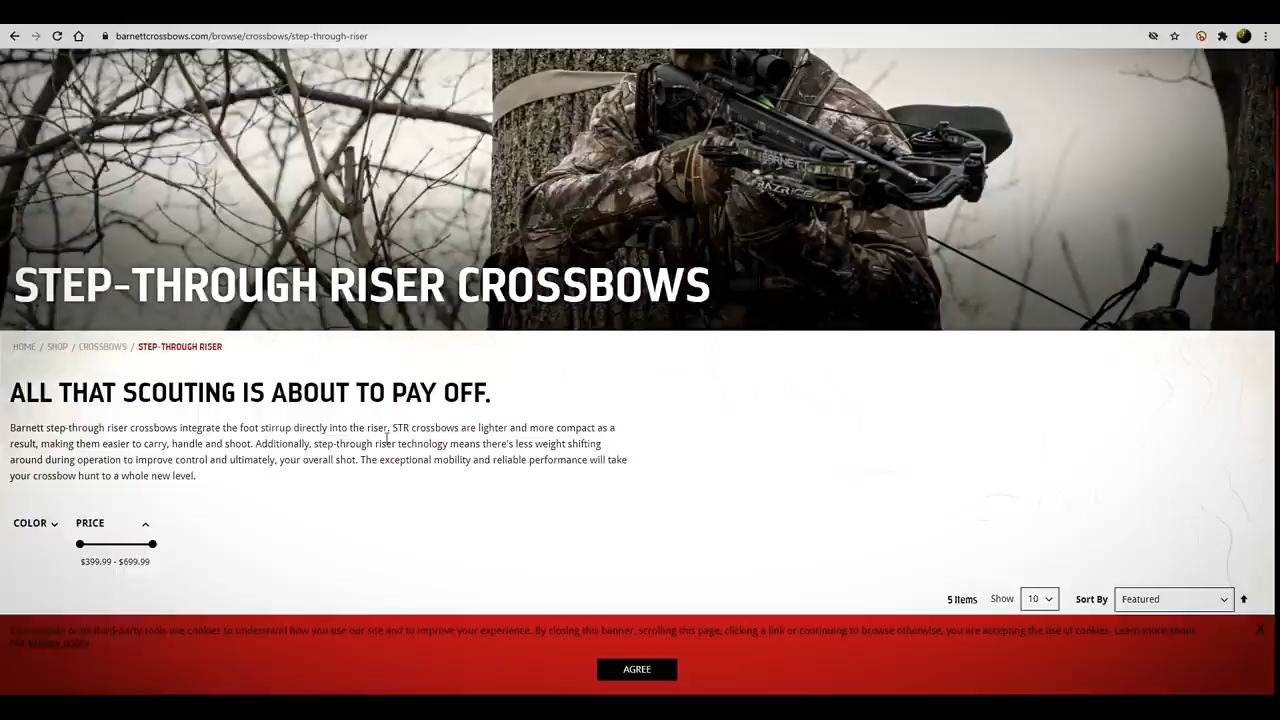 barnettcrossbows.com/browse/crossbows/step-through-riser
BARNETT
STEP-THROUGH RISER CROSSBOWS
HOME / SHOP / CROSSBOWS / STEP-THROUGH RISER
ALL THAT SCOUTING IS ABOUT TO PAY OFF.
Barnett step-through riser crossbows integrate the foot stirrup directly into the riser. STR crossbows are lighter and more compact as a
result, making them easier to carry, handle and shoot. Additionally, step-through riser technology means there's less weight shifting
around during operation to improve control and ultimately, your overall shot. The exceptional mobility and reliable performance will take
your crossbow hunt to a whole new level.
COLOR PRICE
$399.99 - $699.99
5 Items Show 10 Sort By Featured
or its third-party tools use cookies to understand how you use our site and to improve your experience. By closing this banner, scrolling this page, clicking a link or continuing to browse otherwise, you are accepting the use of cookies. Learn more about
our privacy policy. X
AGREE